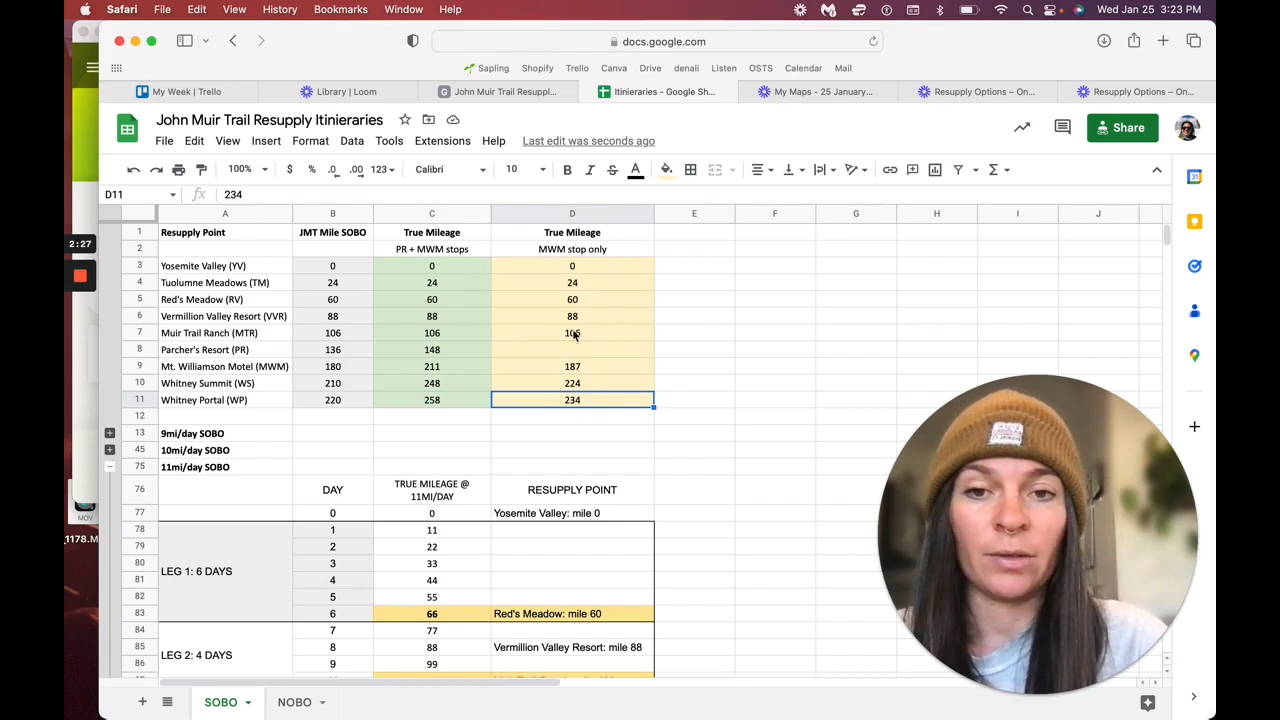 Safari File Edit View History Bookmarks Window Help Wed Jan 25 3:23 PM
docs.google.com
Sapling Shopify Trello Canva Drive denali Listen OSTS Calendar Mail
My Week | Trello Library | Loom John Muir Trail Resuppl... Itinieraries - Google Sh... My Maps - 25 January... Resupply Options – On... Resupply Options – On...
John Muir Trail Resupply Itinieraries
File Edit View Insert Format Data Tools Extensions Help Last edit was seconds ago
Share
100% $ % .0 .00 123 Calibri 10 B I S A
D11 234
A B C D E F G H I J
1 Resupply Point JMT Mile SOBO True Mileage True Mileage
2 PR + MWM stops MWM stop only
3 Yosemite Valley (YV) 0 0 0
4 Tuolumne Meadows (TM) 24 24 24
5 Red's Meadow (RV) 60 60 60
6 Vermillion Valley Resort (VVR) 88 88 88
7 Muir Trail Ranch (MTR) 106 106 106
8 Parcher's Resort (PR) 136 148
9 Mt. Williamson Motel (MWM) 180 211 187
10 Whitney Summit (WS) 210 248 224
11 Whitney Portal (WP) 220 258 234
12
13 9mi/day SOBO
45 10mi/day SOBO
75 11mi/day SOBO
76 DAY TRUE MILEAGE @ 11MI/DAY RESUPPLY POINT
77 0 0 Yosemite Valley: mile 0
78 1 11
79 2 22
80 3 33
LEG 1: 6 DAYS
81 4 44
82 5 55
83 6 66 Red's Meadow: mile 60
84 7 77
85 8 88 Vermillion Valley Resort: mile 88
LEG 2: 4 DAYS
86 9 99
2:27
MOV
_1178.M
31
SOBO NOBO